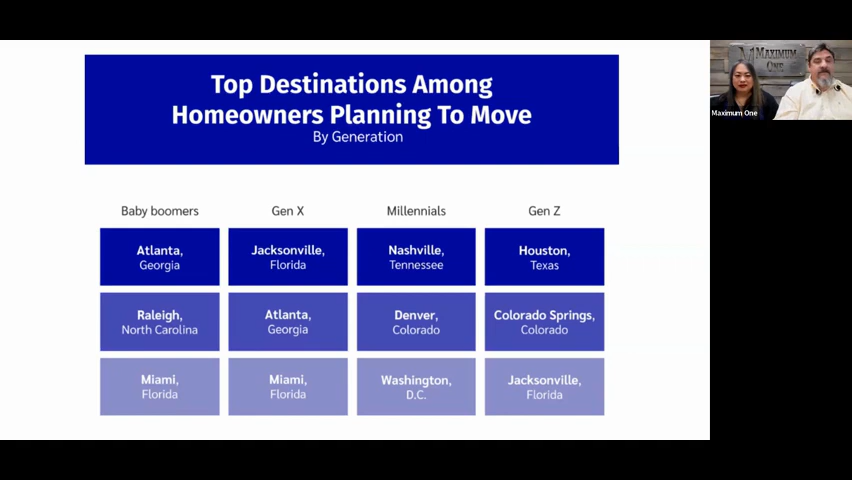 Top Destinations Among
Homeowners Planning To Move
By Generation
Baby boomers
Gen X
Millennials
Gen Z
Atlanta,
Georgia
Jacksonville,
Florida
Nashville,
Tennessee
Houston,
Texas
Raleigh,
North Carolina
Atlanta,
Georgia
Denver,
Colorado
Colorado Springs,
Colorado
Miami,
Florida
Miami,
Florida
Washington,
D.C.
Jacksonville,
Florida
MAXIMUM
ONE
Maximum One